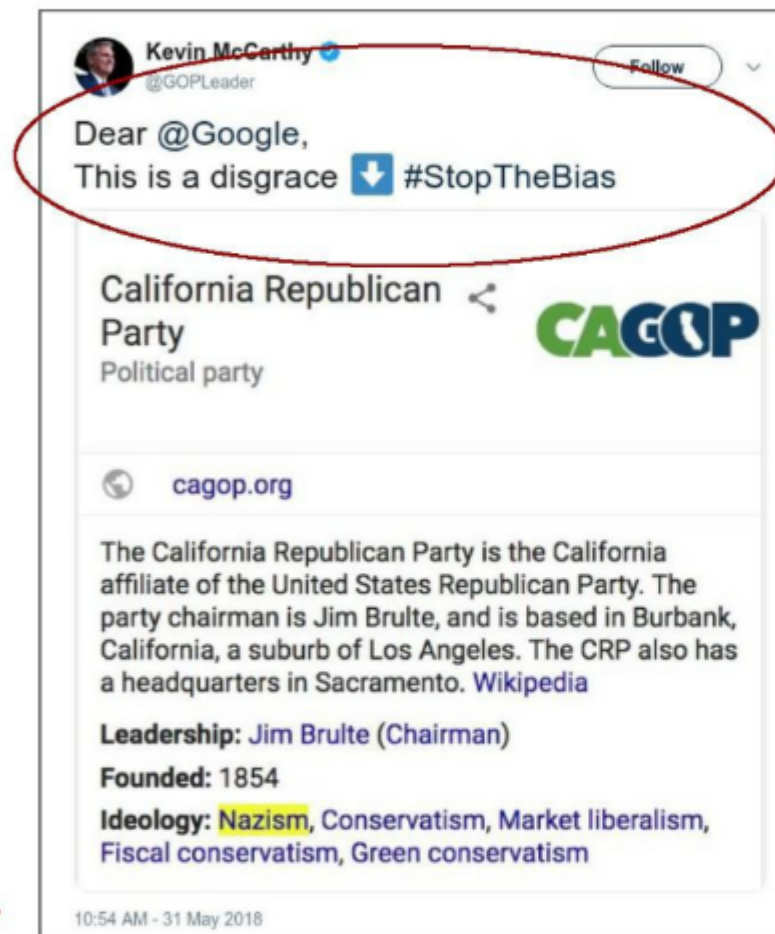 Kevin McCarthy
@GOPLeader
Follow
Dear @Google,
This is a disgrace ⬇ #StopTheBias
California Republican
Party
Political party
CAGOP
cagop.org
The California Republican Party is the California
affiliate of the United States Republican Party. The
party chairman is Jim Brulte, and is based in Burbank,
California, a suburb of Los Angeles. The CRP also has
a headquarters in Sacramento. Wikipedia
Leadership: Jim Brulte (Chairman)
Founded: 1854
Ideology: Nazism, Conservatism, Market liberalism,
Fiscal conservatism, Green conservatism
10:54 AM - 31 May 2018